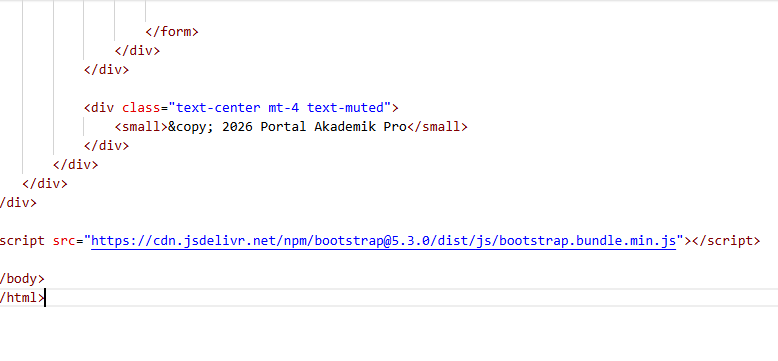 </form>
</div>
</div>
<div class="text-center mt-4 text-muted">
<small>&copy; 2026 Portal Akademik Pro</small>
</div>
</div>
</div>
/div>
script src="https://cdn.jsdelivr.net/npm/bootstrap@5.3.0/dist/js/bootstrap.bundle.min.js"></script>
/body>
/html>